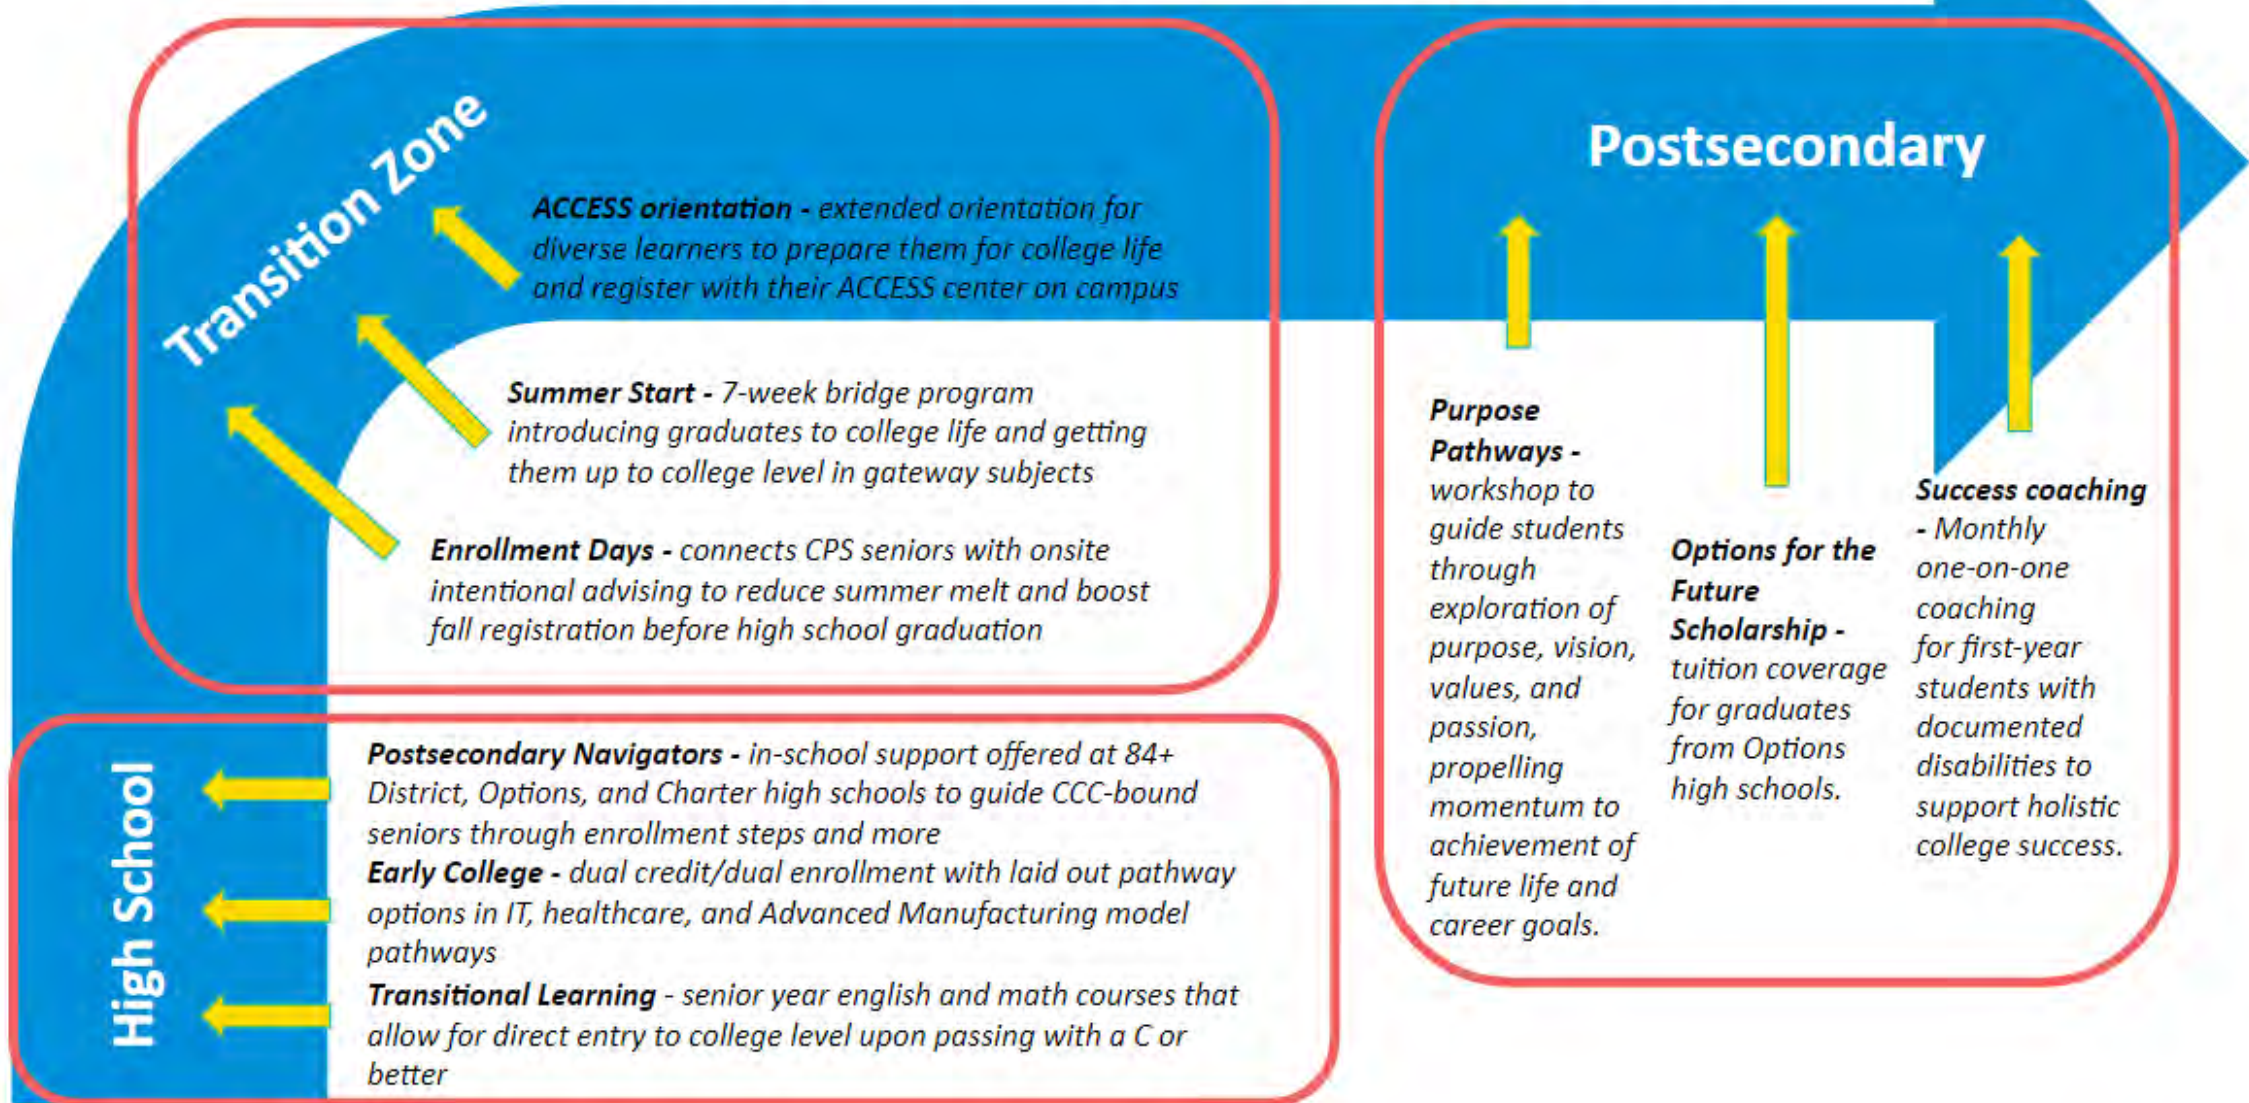 Transition Zone
ACCESS orientation - extended orientation for
diverse learners to prepare them for college life
and register with their ACCESS center on campus
Summer Start - 7-week bridge program
introducing graduates to college life and getting
them up to college level in gateway subjects
Enrollment Days - connects CPS seniors with onsite
intentional advising to reduce summer melt and boost
fall registration before high school graduation
High School
Postsecondary Navigators - in-school support offered at 84+
District, Options, and Charter high schools to guide CCC-bound
seniors through enrollment steps and more
Early College - dual credit/dual enrollment with laid out pathway
options in IT, healthcare, and Advanced Manufacturing model
pathways
Transitional Learning - senior year english and math courses that
allow for direct entry to college level upon passing with a C or
better
Postsecondary
Purpose
Pathways -
workshop to
guide students
through
exploration of
purpose, vision,
values, and
passion,
propelling
momentum to
achievement of
future life and
career goals.
Options for the
Future
Scholarship -
tuition coverage
for graduates
from Options
high schools.
Success coaching
- Monthly
one-on-one
coaching
for first-year
students with
documented
disabilities to
support holistic
college success.